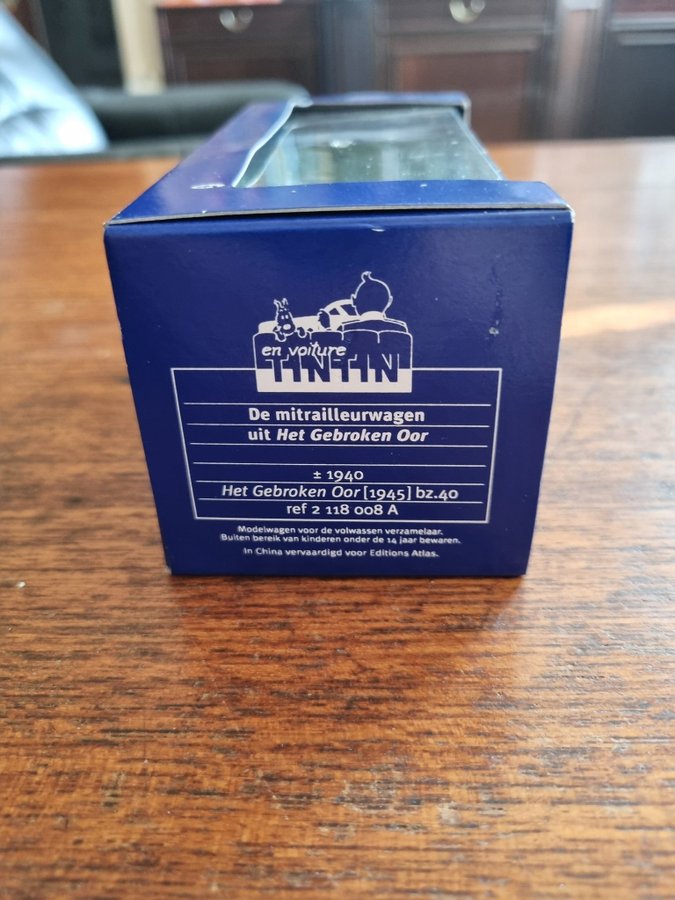 en voiture
TINTIN
De mitrailleurwagen
uit Het Gebroken Oor
± 1940
Het Gebroken Oor [1945] bz.40
ref 2 118 008 A
Modelwagen voor de volwassen verzamelaar.
Buiten bereik van kinderen onder de 14 jaar bewaren.
In China vervaardigd voor Editions Atlas.